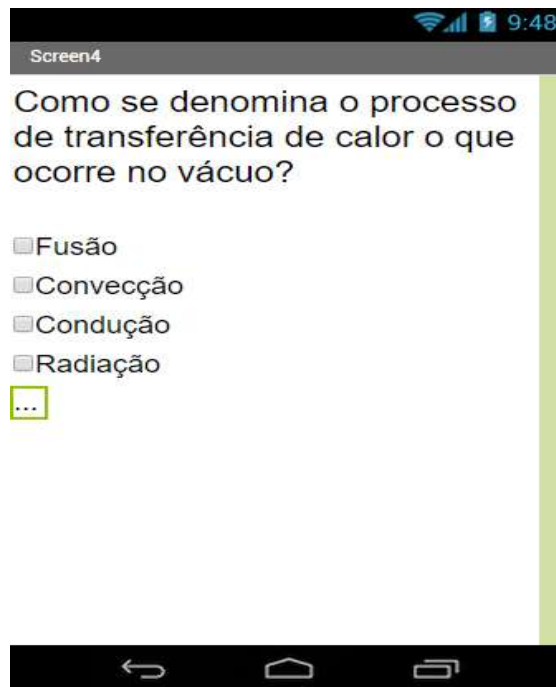 9:48
Screen4
Como se denomina o processo
de transferência de calor o que
ocorre no vácuo?
Fusão
Convecção
Condução
Radiação
...